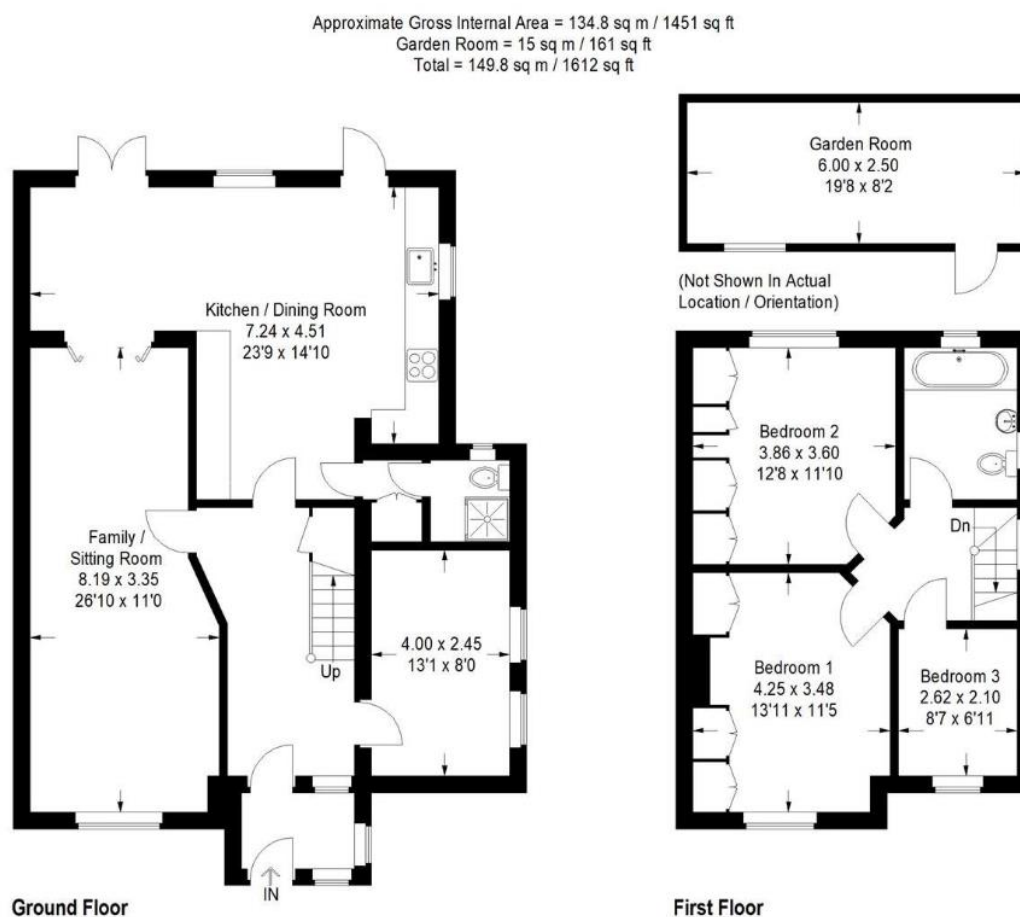 Approximate Gross Internal Area = 134.8 sq m / 1451 sq ft
Garden Room = 15 sq m / 161 sq ft
Total = 149.8 sq m / 1612 sq ft
Garden Room
6.00 x 2.50
19'8 x 8'2
(Not Shown In Actual
Location / Orientation)
Kitchen / Dining Room
7.24 x 4.51
23'9 x 14'10
Family /
Sitting Room
8.19 x 3.35
26'10 x 11'0
4.00 x 2.45
13'1 x 8'0
Up
IN
Ground Floor
Bedroom 2
3.86 x 3.60
12'8 x 11'10
Dn
Bedroom 1
4.25 x 3.48
13'11 x 11'5
Bedroom 3
2.62 x 2.10
8'7 x 6'11
First Floor